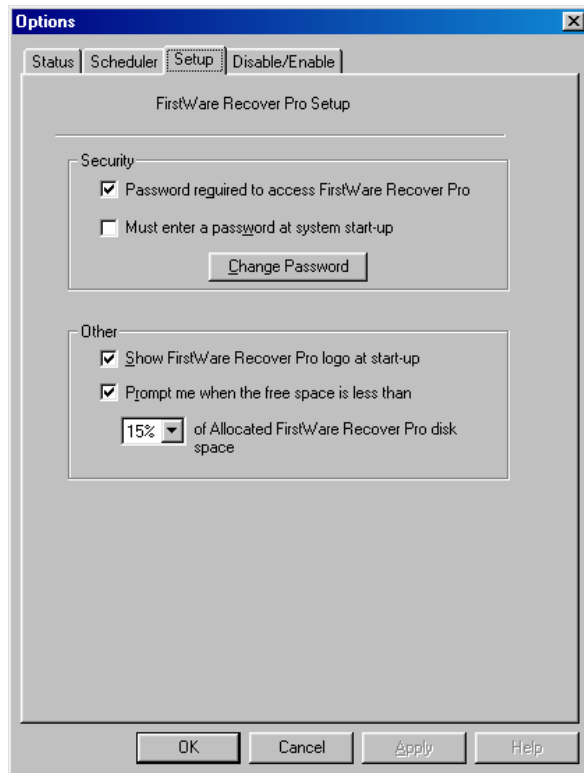 Options
Status Scheduler Setup Disable/Enable
FirstWare Recover Pro Setup
Security
Password reguired to access FirstWare Recover Pro
Must enter a password at system start-up
Change Password
Other
Show FirstWare Recover Pro logo at start-up
Prompt me when the free space is less than
15% of Allocated FirstWare Recover Pro disk
space
OK Cancel Apply Help